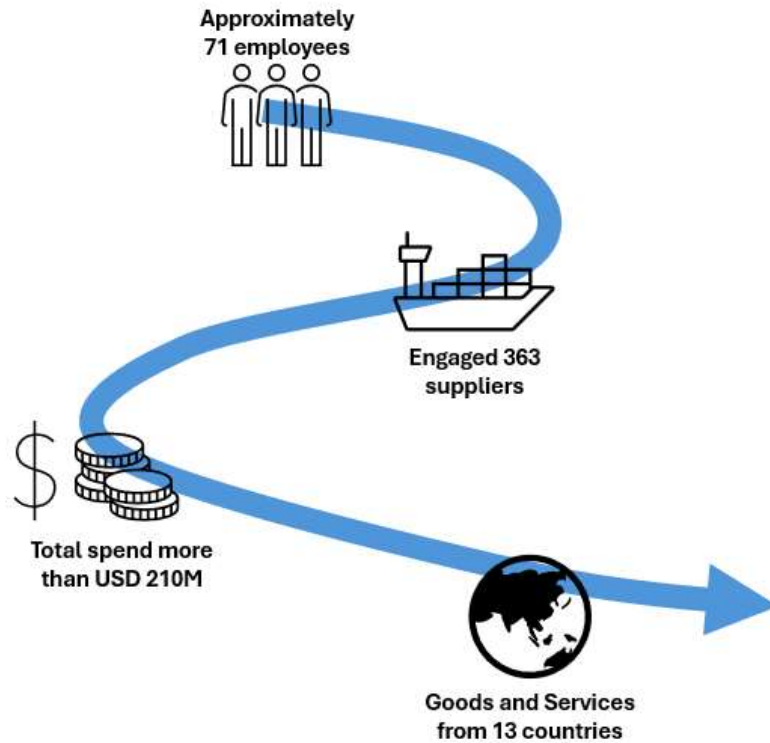 Approximately
71 employees
Engaged 363
suppliers
$
Total spend more
than USD 210M
Goods and Services
from 13 countries